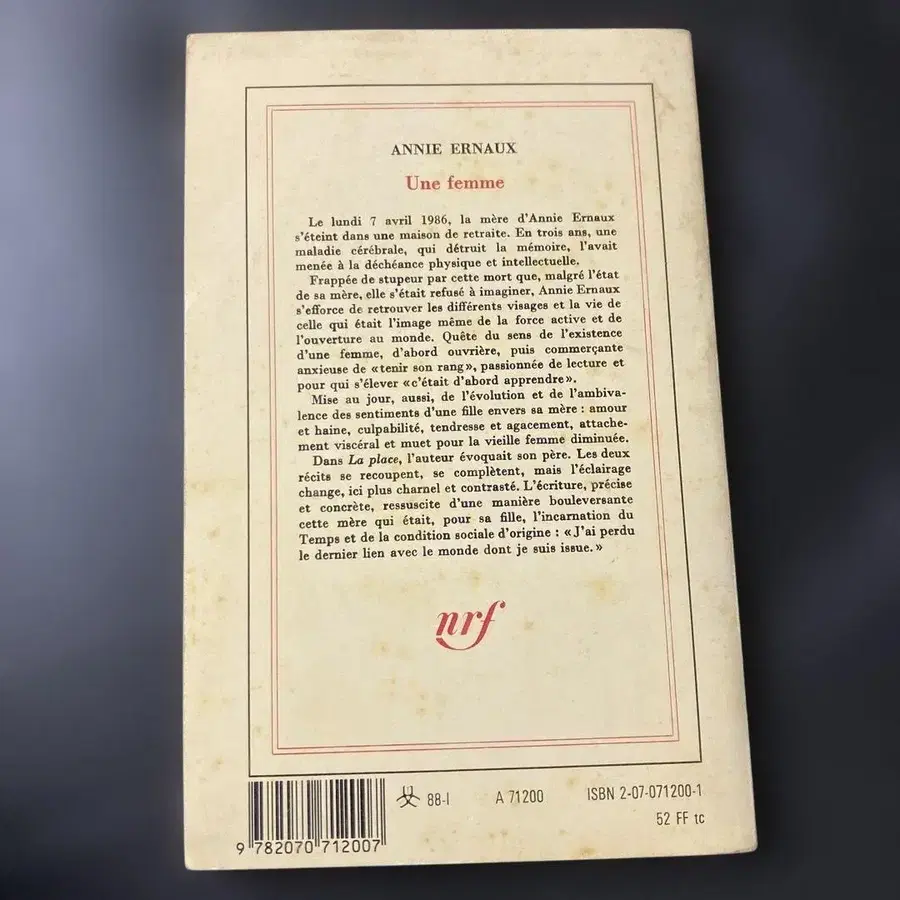 ANNIE ERNAUX
Une femme
Le lundi 7 avril 1986, la mère d'Annie Ernaux
s'éteint dans une maison de retraite. En trois ans, une
maladie cérébrale, qui détruit la mémoire, l'avait
menée à la déchéance physique et intellectuelle.
Frappée de stupeur par cette mort que, malgré l'état
de sa mère, elle s'était refusé à imaginer, Annie Ernaux
s'efforce de retrouver les différents visages et la vie de
celle qui était l'image même de la force active et de
l'ouverture au monde. Quête du sens de l'existence
d'une femme, d'abord ouvrière, puis commerçante
anxieuse de «tenir son rang», passionnée de lecture et
pour qui s'élever «c'était d'abord apprendre».
Mise au jour, aussi, de l'évolution et de l'ambiva-
lence des sentiments d'une fille envers sa mère : amour
et haine, culpabilité, tendresse et agacement, attache-
ment viscéral et muet pour la vieille femme diminuée.
Dans La place, l'auteur évoquait son père. Les deux
récits se recoupent, se complètent, mais l'éclairage
change, ici plus charnel et contrasté. L'écriture, précise
et concrète, ressuscite d'une manière bouleversante
cette mère qui était, pour sa fille, l'incarnation du
Temps et de la condition sociale d'origine : «J'ai perdu
le dernier lien avec le monde dont je suis issue.»
nrf
88-I A 71200 ISBN 2-07-071200-1
52 FF tc
9 782070 712007